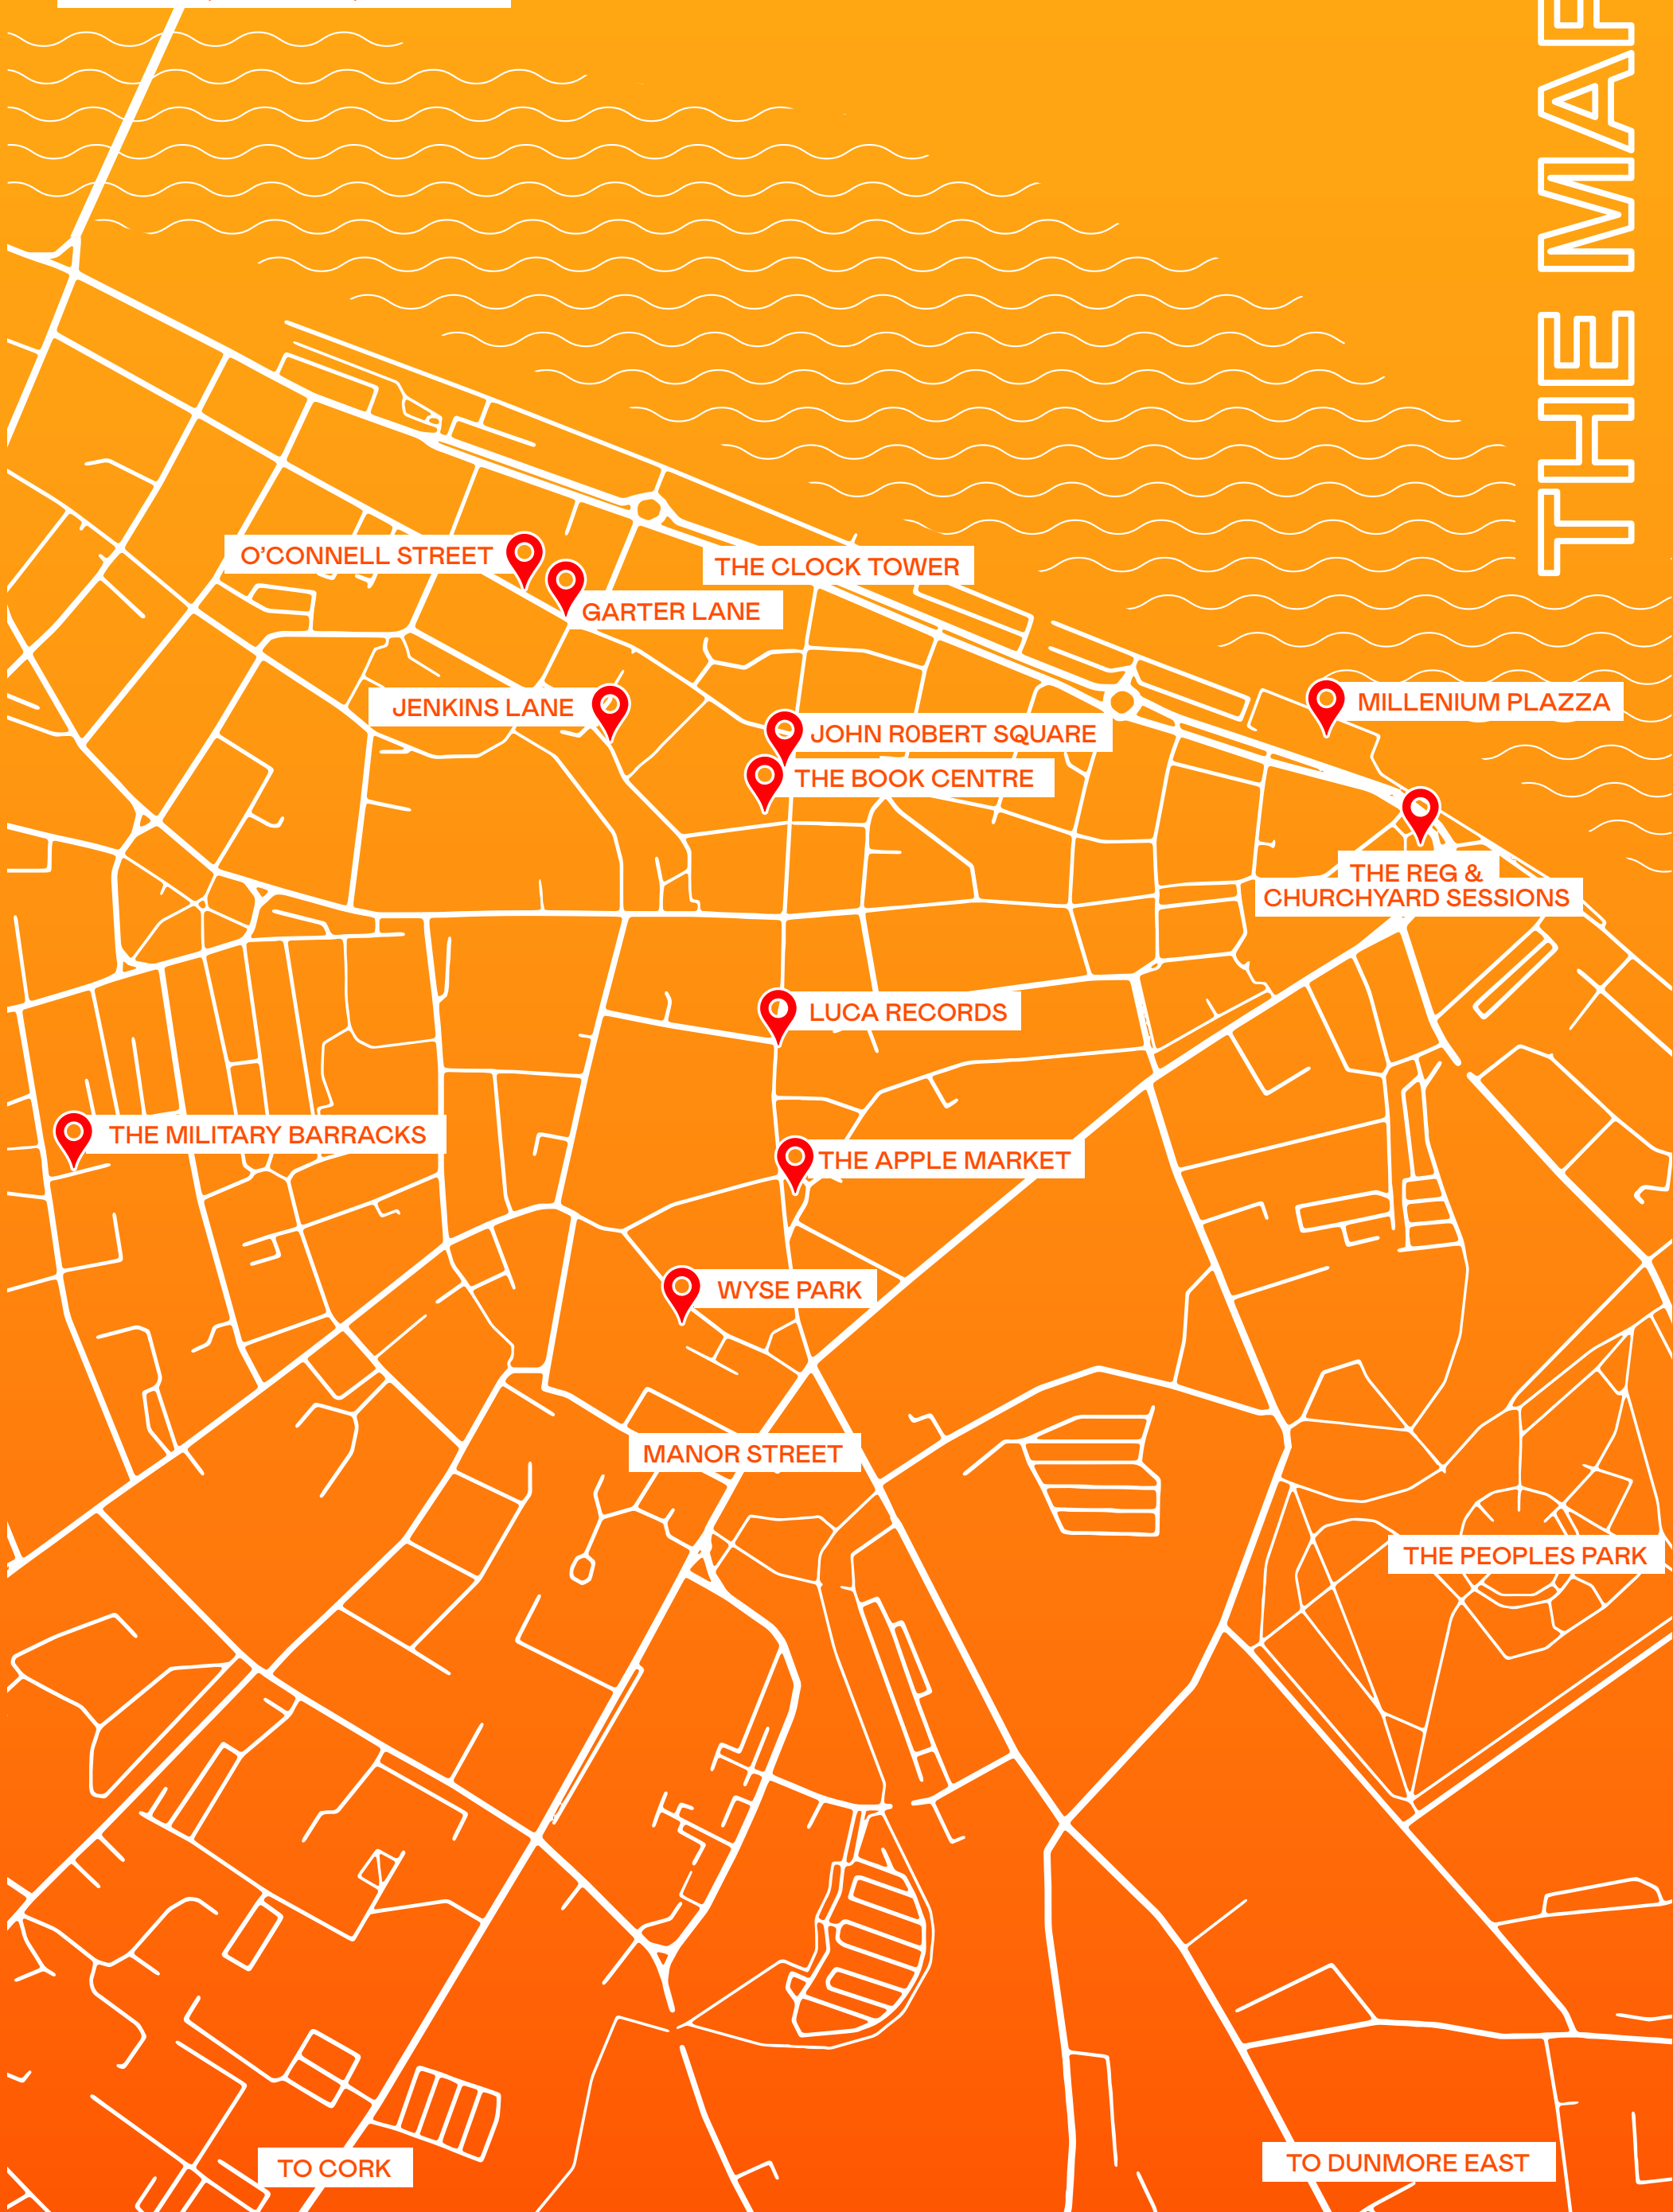 THE MAP
O'CONNELL STREET
THE CLOCK TOWER
GARTER LANE
JENKINS LANE
MILLENIUM PLAZZA
JOHN R0BERT SQUARE
THE BOOK CENTRE
THE REG &
CHURCHYARD SESSIONS
LUCA RECORDS
THE MILITARY BARRACKS
THE APPLE MARKET
WYSE PARK
MANOR STREET
THE PEOPLES PARK
TO CORK
TO DUNMORE EAST